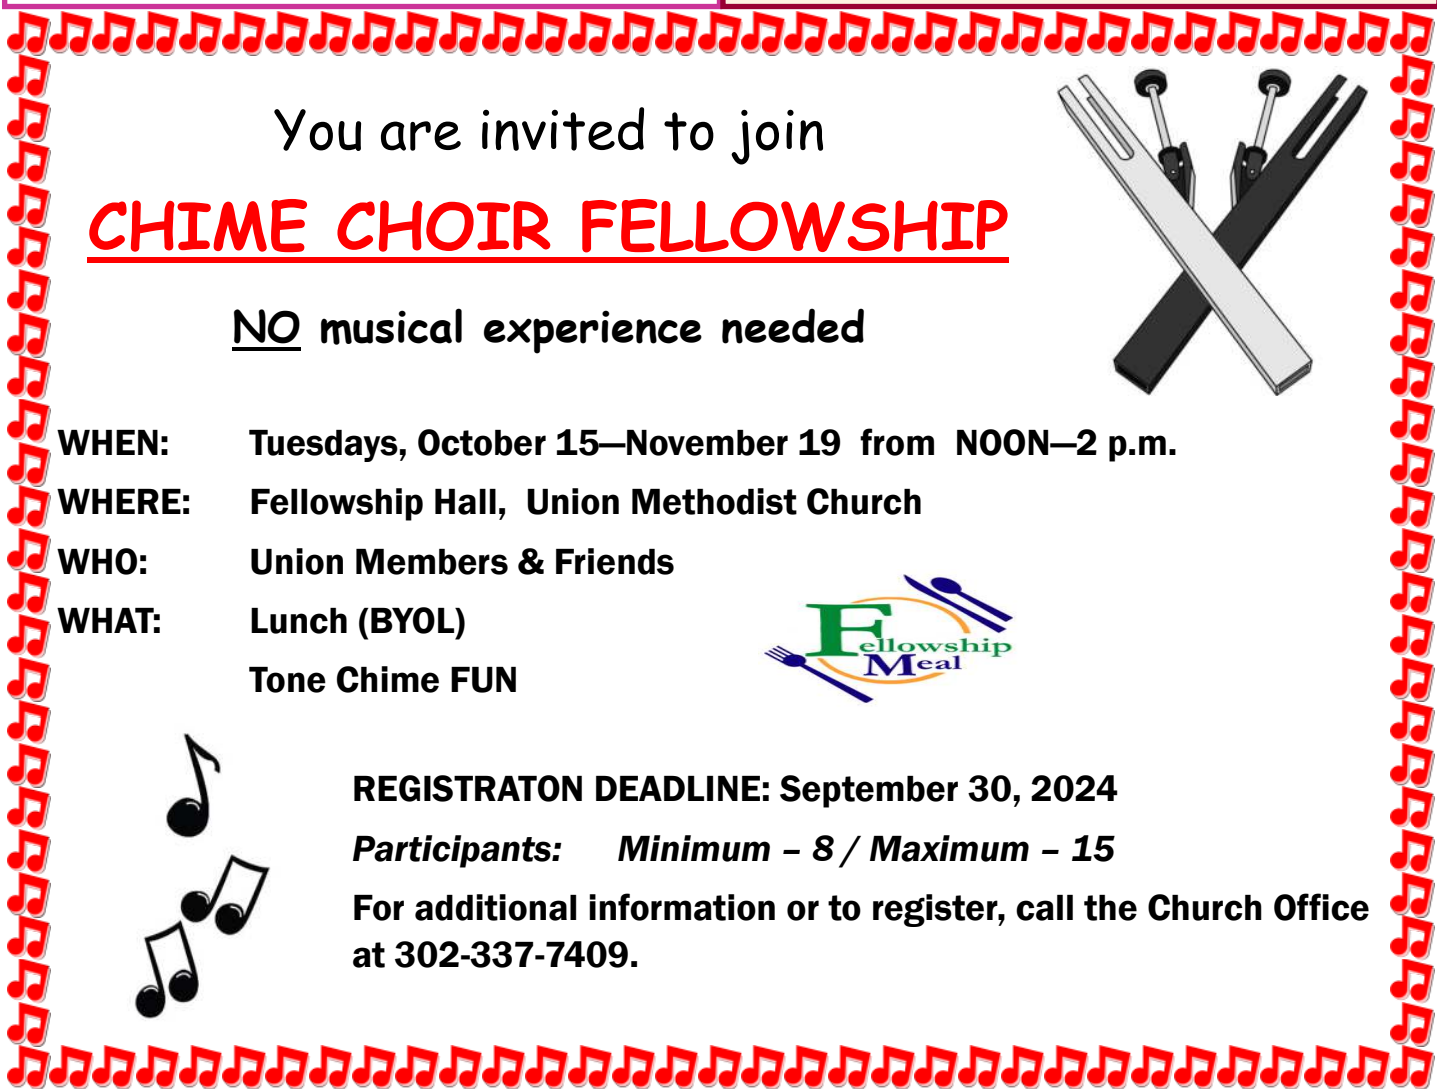 You are invited to join
CHIME CHOIR FELLOWSHIP
NO musical experience needed
WHEN: Tuesdays, October 15—November 19 from NOON—2 p.m.
WHERE: Fellowship Hall, Union Methodist Church
WHO: Union Members & Friends
WHAT: Lunch (BYOL)
Tone Chime FUN
Fellowship
Meal
REGISTRATON DEADLINE: September 30, 2024
Participants: Minimum – 8 / Maximum – 15
For additional information or to register, call the Church Office
at 302-337-7409.